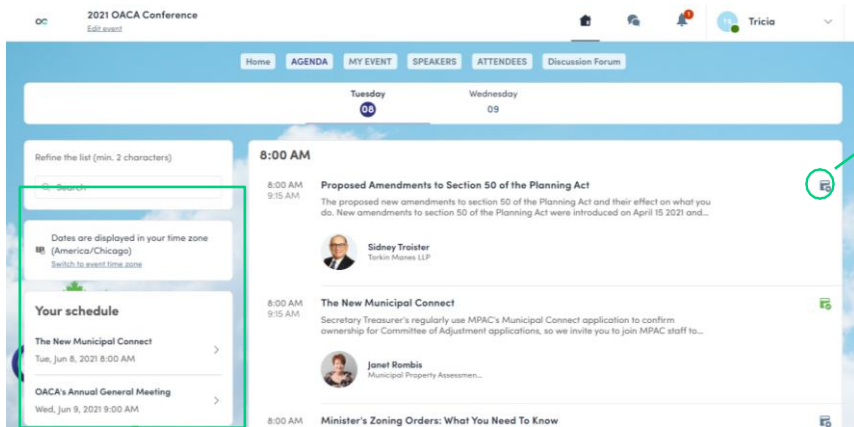 oc
2021 OACA Conference
Edit event
1
Tricia
Home AGENDA MY EVENT SPEAKERS ATTENDEES Discussion Forum
Tuesday
08
Wednesday
09
Refine the list (min. 2 characters)
Search
Dates are displayed in your time zone
(America/Chicago)
Switch to event time zone
Your schedule
The New Municipal Connect
Tue, Jun 8, 2021 8:00 AM
OACA's Annual General Meeting
Wed, Jun 9, 2021 9:00 AM
8:00 AM
8:00 AM
9:15 AM
Proposed Amendments to Section 50 of the Planning Act
The proposed new amendments to section 50 of the Planning Act and their effect on what you
do. New amendments to section 50 of the Planning Act were introduced on April 15 2021 and...
Sidney Troister
Torkin Manes LLP
8:00 AM
9:15 AM
The New Municipal Connect
Secretary Treasurer's regularly use MPAC's Municipal Connect application to confirm
ownership for Committee of Adjustment applications, so we invite you to join MPAC staff to...
Janet Rombis
Municipal Property Assessmen...
8:00 AM
Minister's Zoning Orders: What You Need To Know